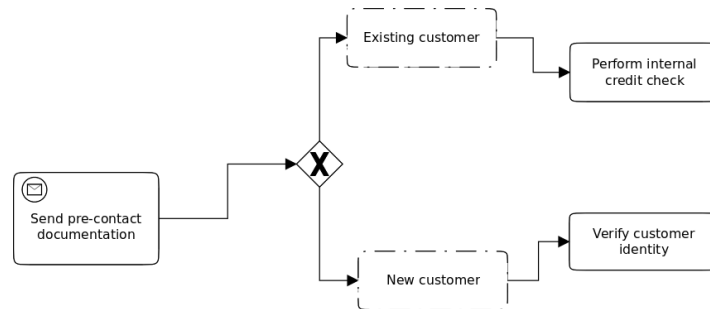 Existing customer
Perform internal
credit check
X
Send pre-contact
documentation
Verify customer
identity
New customer